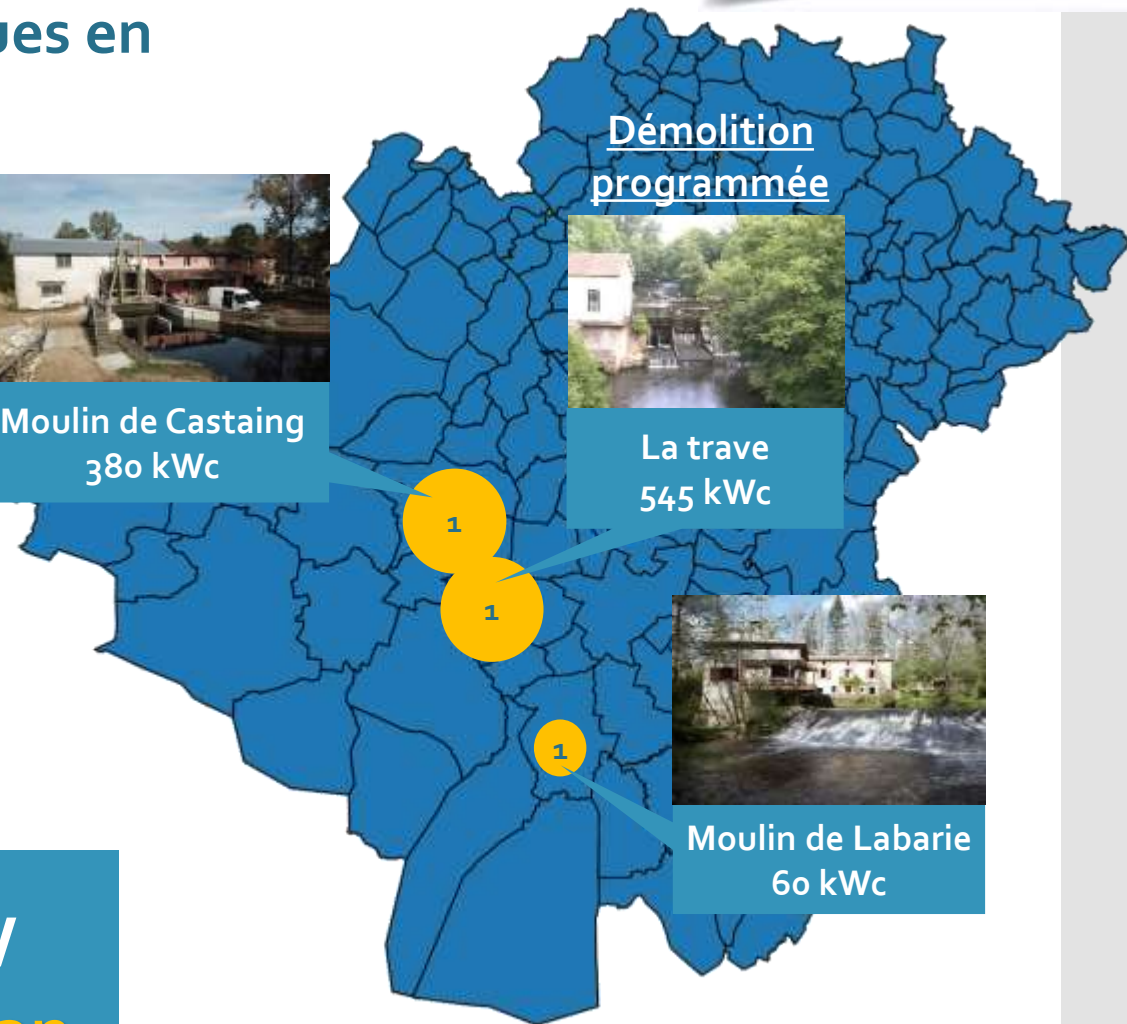 ues en
Démolition
programmée
Moulin de Castaing
380 kWc
La trave
545 kWc
1
1
1
Moulin de Labarie
60 kWc